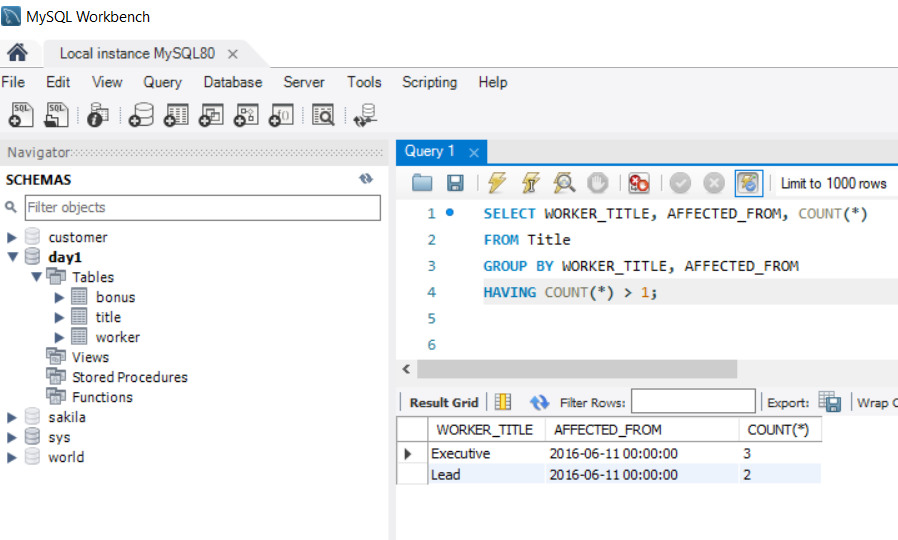 MySQL Workbench
Local instance MySQL80
File Edit View Query Database Server Tools Scripting Help
SQL SQL
Navigator
SCHEMAS
Filter objects
customer
day1
Tables
bonus
title
worker
Views
Stored Procedures
Functions
sakila
sys
world
Query 1
Limit to 1000 rows
1 SELECT WORKER_TITLE, AFFECTED_FROM, COUNT(*)
2 FROM Title
3 GROUP BY WORKER_TITLE, AFFECTED_FROM
4 HAVING COUNT(*) > 1;
5
6
Result Grid Filter Rows: Export: Wrap C
WORKER_TITLE AFFECTED_FROM COUNT(*)
Executive 2016-06-11 00:00:00 3
Lead 2016-06-11 00:00:00 2